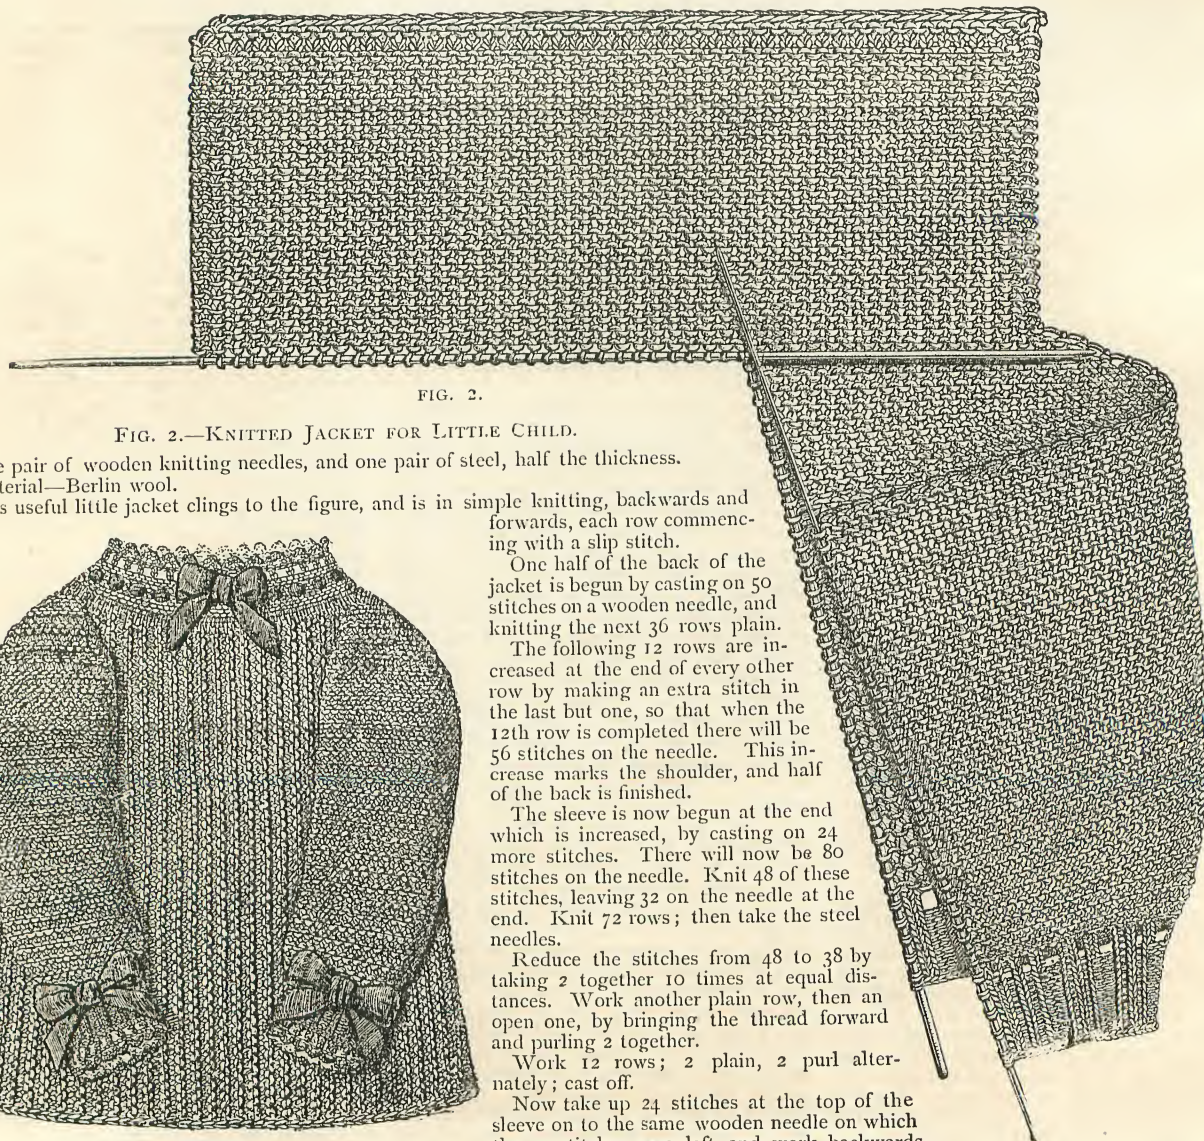 FIG. 2.
FIG. 2.—KNITTED JACKET FOR LITTLE CHILD.
pair of wooden knitting needles, and one pair of steel, half the thickness.
terial—Berlin wool.
s useful little jacket clings to the figure, and is in simple knitting, backwards and
forwards, each row commenc-
ing with a slip stitch.
One half of the back of the
jacket is begun by casting on 50
stitches on a wooden needle, and
knitting the next 36 rows plain.
The following 12 rows are in-
creased at the end of every other
row by making an extra stitch in
the last but one, so that when the
12th row is completed there will be
56 stitches on the needle. This in-
crease marks the shoulder, and half
of the back is finished.
The sleeve is now begun at the end
which is increased, by casting on 24
more stitches. There will now be 80
stitches on the needle. Knit 48 of these
stitches, leaving 32 on the needle at the
end. Knit 72 rows; then take the steel
needles.
Reduce the stitches from 48 to 38 by
taking 2 together 10 times at equal dis-
tances. Work another plain row, then an
open one, by bringing the thread forward
and purling 2 together.
Work 12 rows; 2 plain, 2 purl alter-
nately; cast off.
Now take up 24 stitches at the top of the
sleeve on to the same wooden needle on which